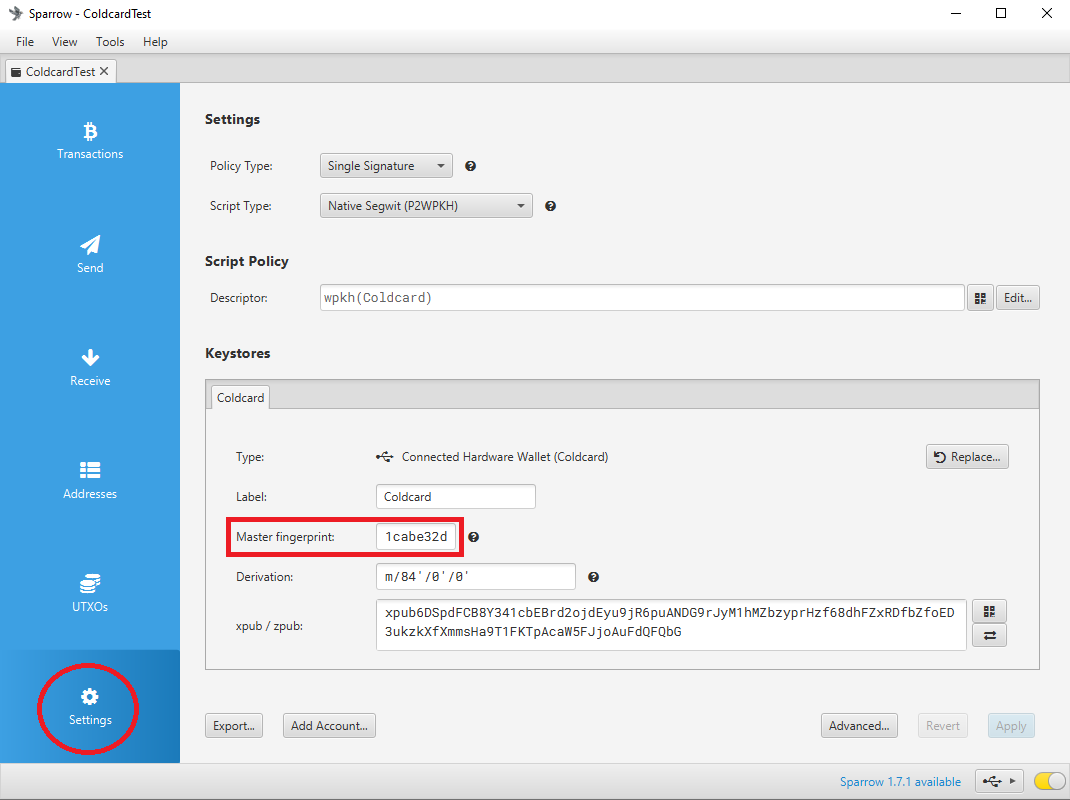 Sparrow - ColdcardTest
File View Tools Help
ColdcardTest
Transactions
Send
Receive
Addresses
UTXOs
Settings
Settings
Policy Type: Single Signature
Script Type: Native Segwit (P2WPKH)
Script Policy
Descriptor: wpkh(Coldcard) Edit...
Keystores
Coldcard
Type: Connected Hardware Wallet (Coldcard) Replace...
Label: Coldcard
Master fingerprint: 1cabe32d
Derivation: m/84'/0'/0'
xpub / zpub:
xpub6DSpdFCB8Y341cbEBrd2ojdEyu9jR6puANDG9rJyM1hMZbzyprHzf68dhFZxRDfbZfoED
3ukzkXfXmmsHa9T1FKTpAcaW5FJjoAuFdQFQbG
Export... Add Account... Advanced... Revert Apply
Sparrow 1.7.1 available